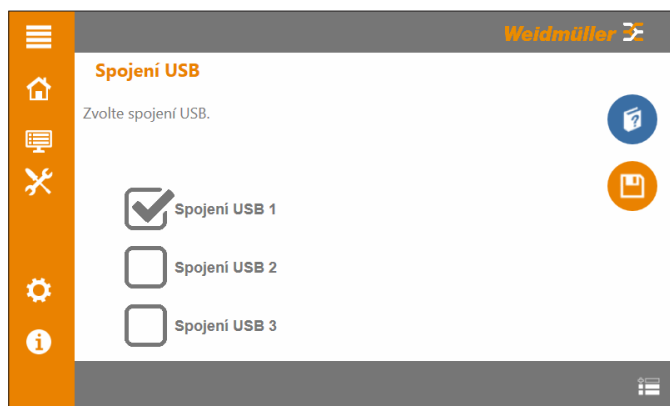 Weidmüller
Spojení USB
Zvolte spojení USB.
Spojení USB 1
Spojení USB 2
Spojení USB 3